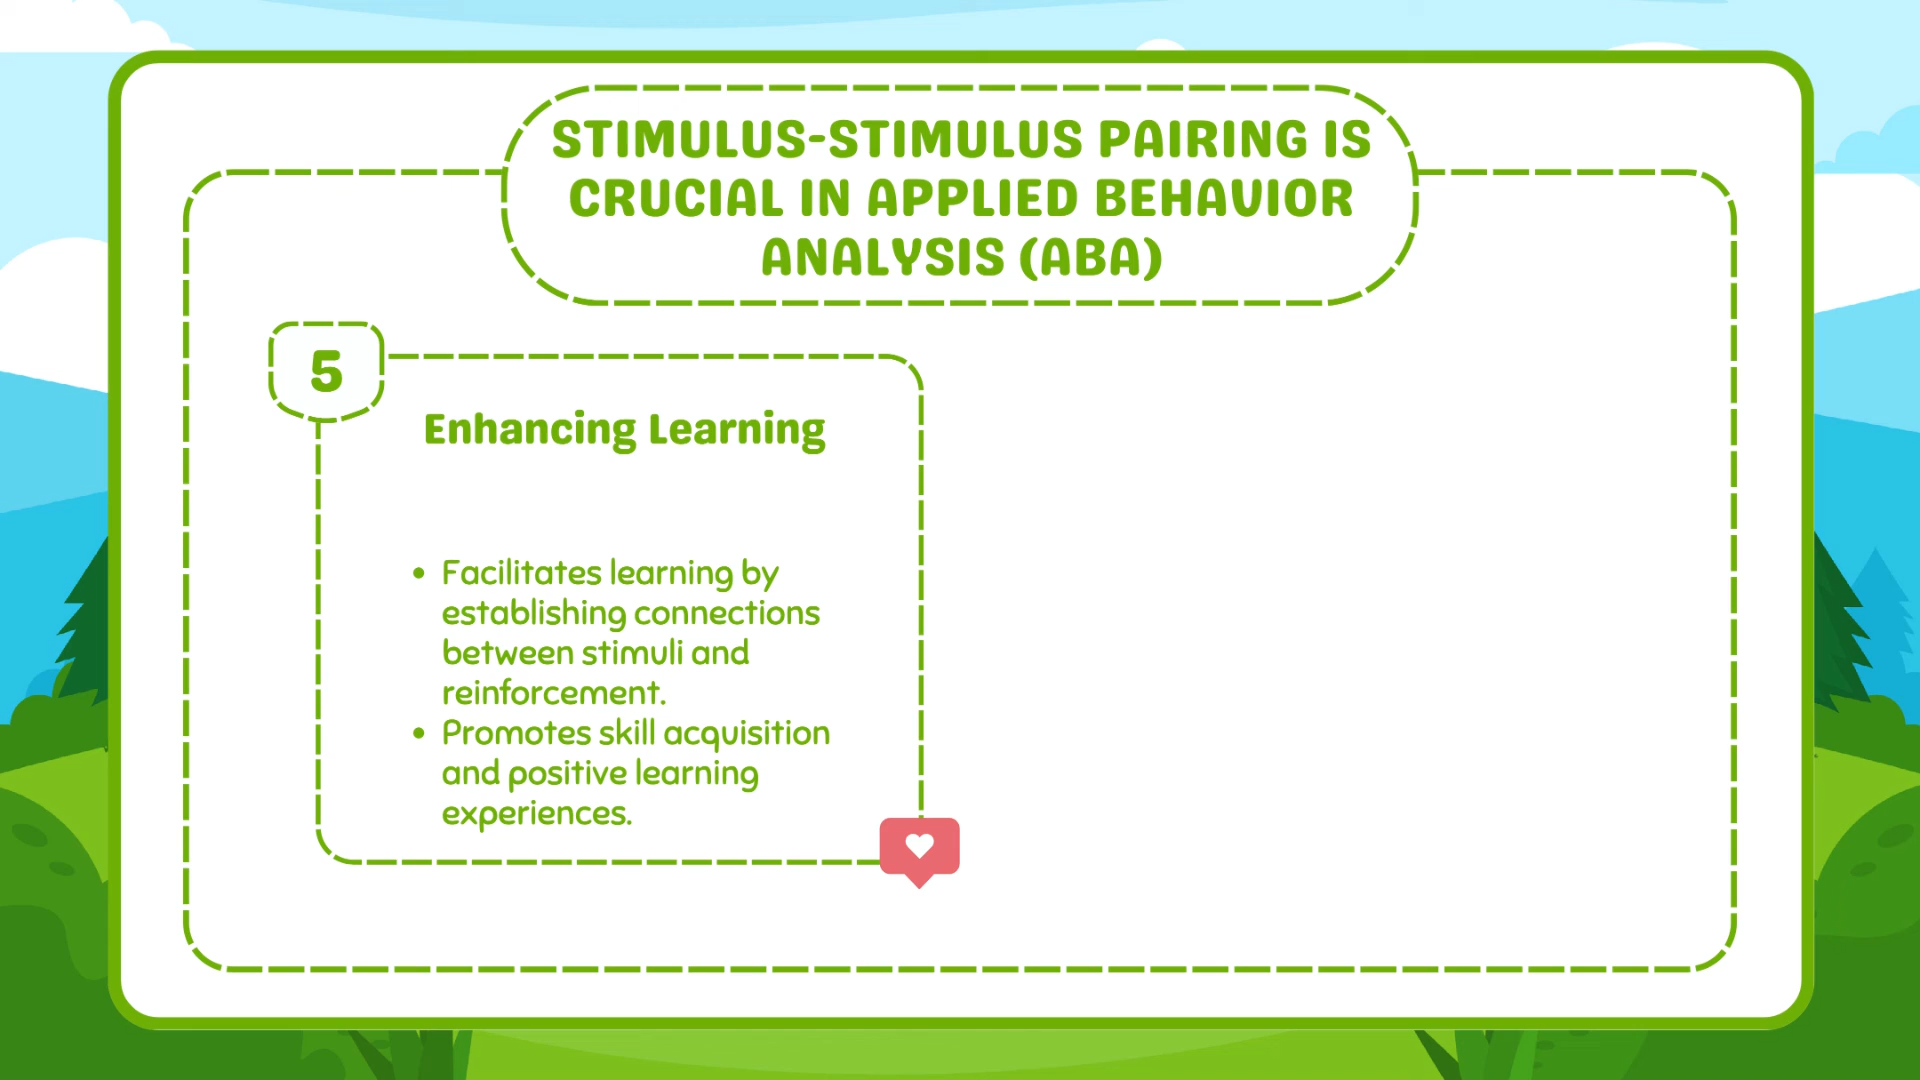 STIMULUS-STIMULUS PAIRING IS
CRUCIAL IN APPLIED BEHAVIOR
ANALYSIS (ABA)
5
Enhancing Learning
• Facilitates learning by
establishing connections
between stimuli and
reinforcement.
• Promotes skill acquisition
and positive learning
experiences.